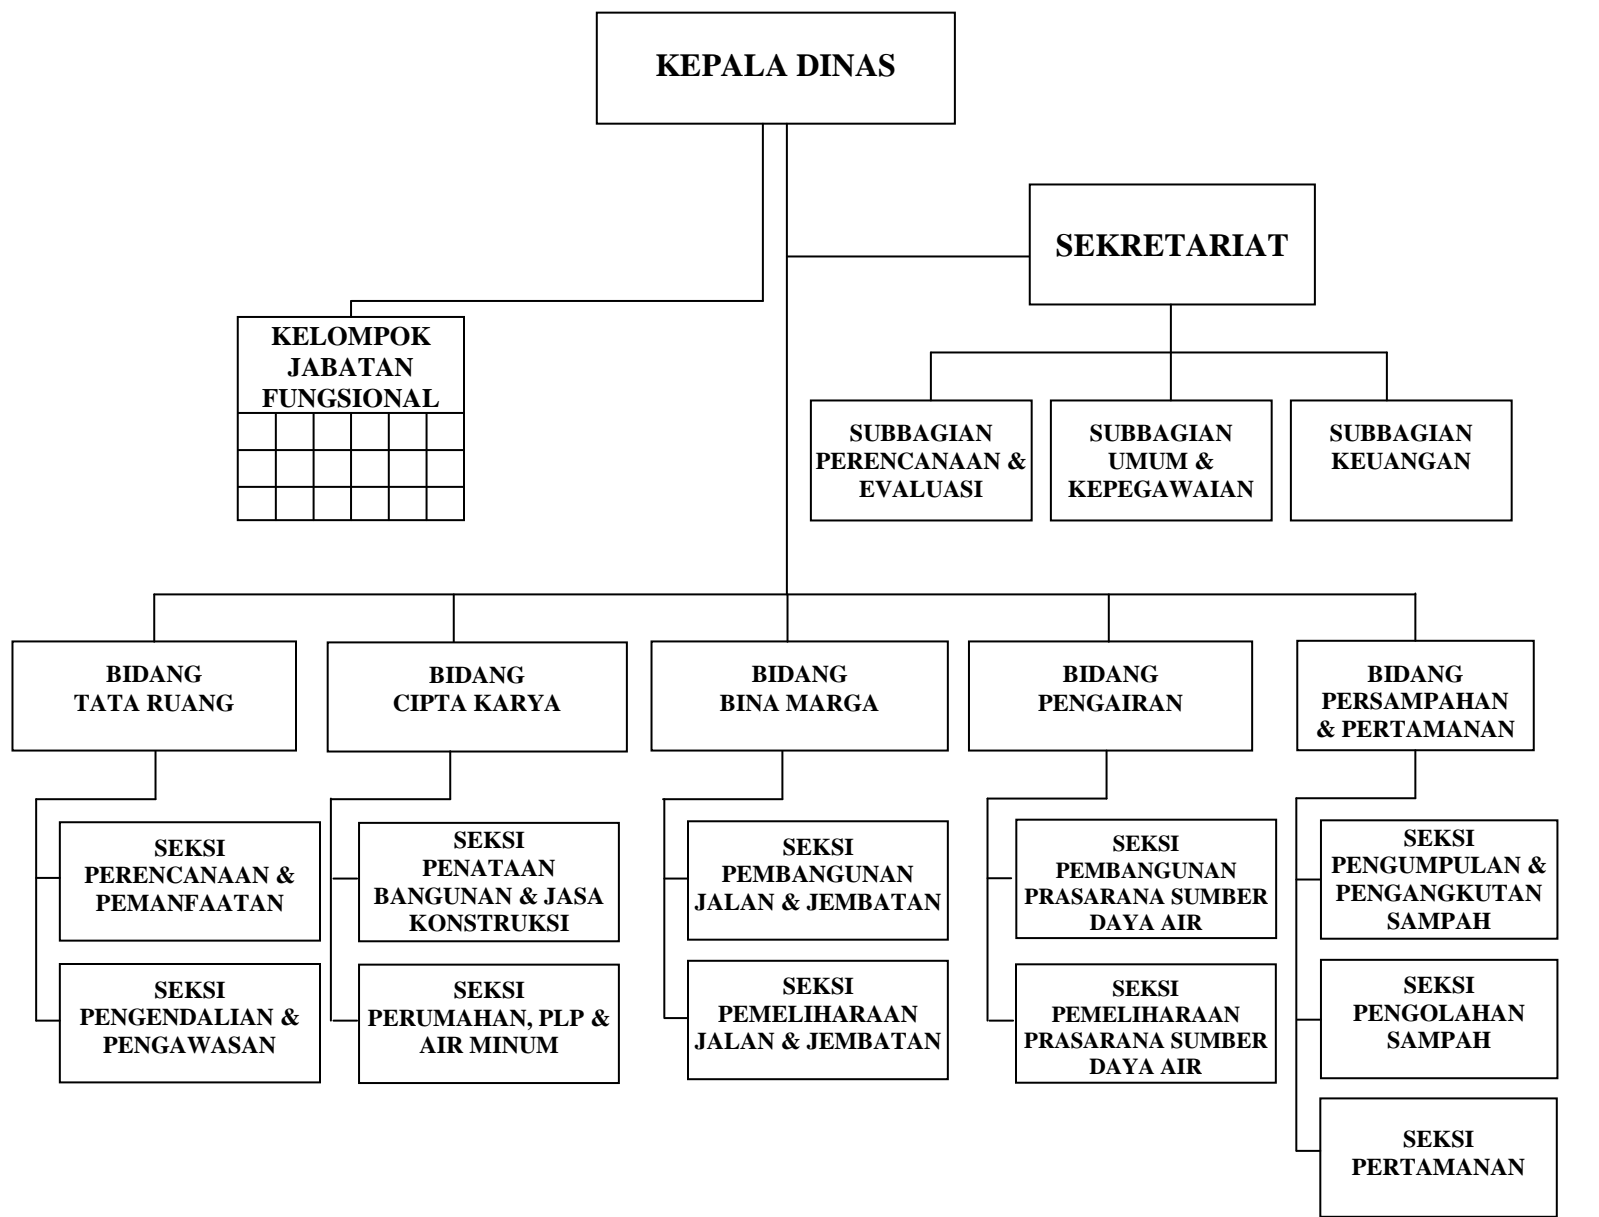 KEPALA DINAS
SEKRETARIAT
KELOMPOK
JABATAN
FUNGSIONAL
SUBBAGIAN
PERENCANAAN &
EVALUASI
SUBBAGIAN
UMUM &
KEPEGAWAIAN
SUBBAGIAN
KEUANGAN
BIDANG
TATA RUANG
BIDANG
CIPTA KARYA
BIDANG
BINA MARGA
BIDANG
PENGAIRAN
BIDANG
PERSAMPAHAN
& PERTAMANAN
SEKSI
PERENCANAAN &
PEMANFAATAN
SEKSI
PENATAAN
BANGUNAN & JASA
KONSTRUKSI
SEKSI
PEMBANGUNAN
JALAN & JEMBATAN
SEKSI
PEMBANGUNAN
PRASARANA SUMBER
DAYA AIR
SEKSI
PENGUMPULAN &
PENGANGKUTAN
SAMPAH
SEKSI
PENGENDALIAN &
PENGAWASAN
SEKSI
PERUMAHAN, PLP &
AIR MINUM
SEKSI
PEMELIHARAAN
JALAN & JEMBATAN
SEKSI
PEMELIHARAAN
PRASARANA SUMBER
DAYA AIR
SEKSI
PENGOLAHAN
SAMPAH
SEKSI
PERTAMANAN